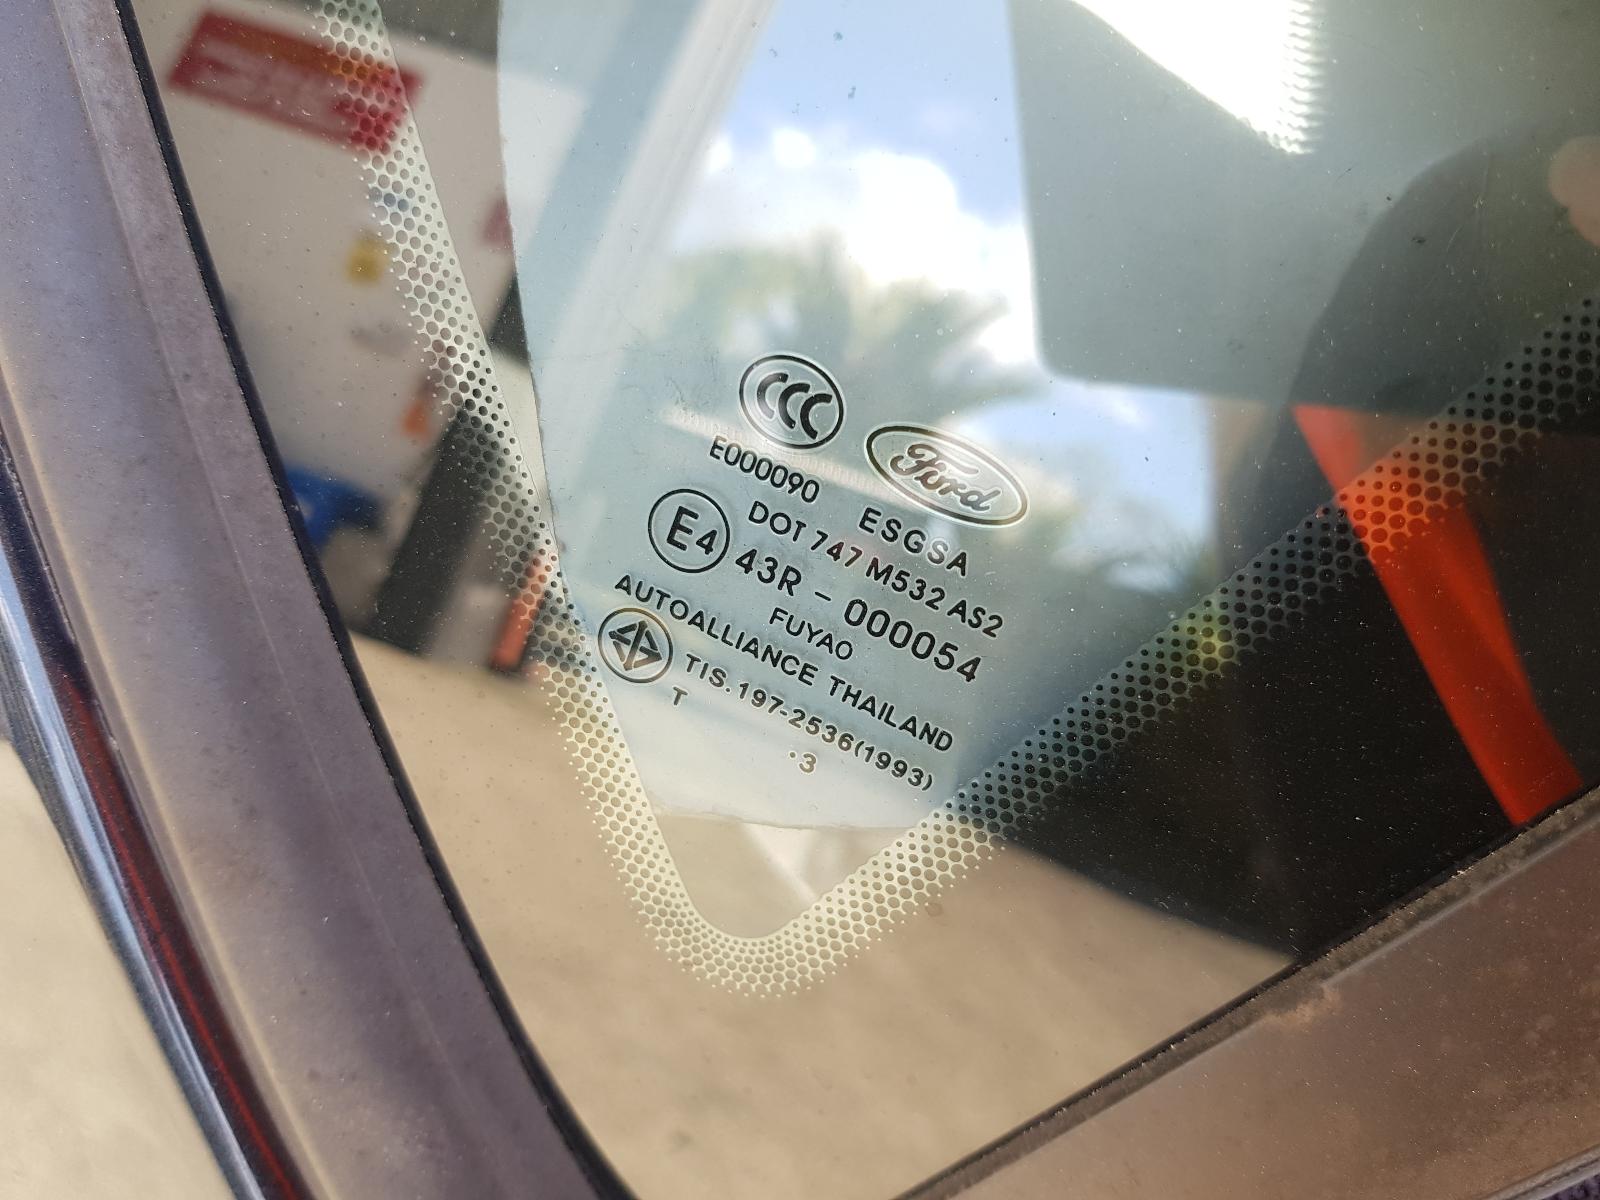 CCC
Ford
E000090 ESGSA
DOT 747 M532 AS2
E4 43R - 000054
FUYAO
AUTOALLIANCE THAILAND
TIS.197-2536(1993)
T
.3